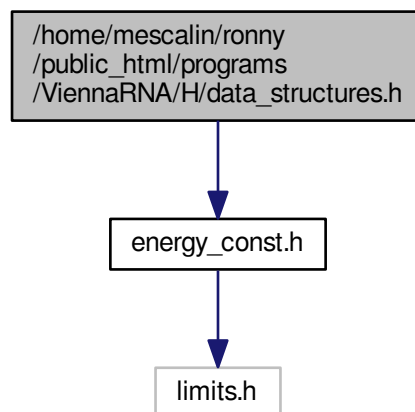 /home/mescalin/ronny
/public_html/programs
/ViennaRNA/H/data_structures.h
energy_const.h
limits.h